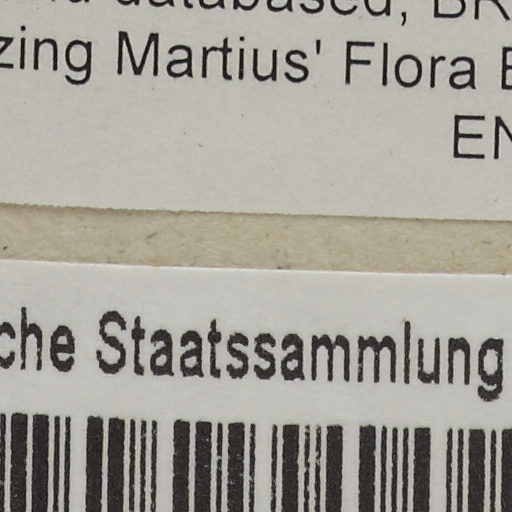 databased, BR
zing Martius' Flora
EN
che Staatssammlung